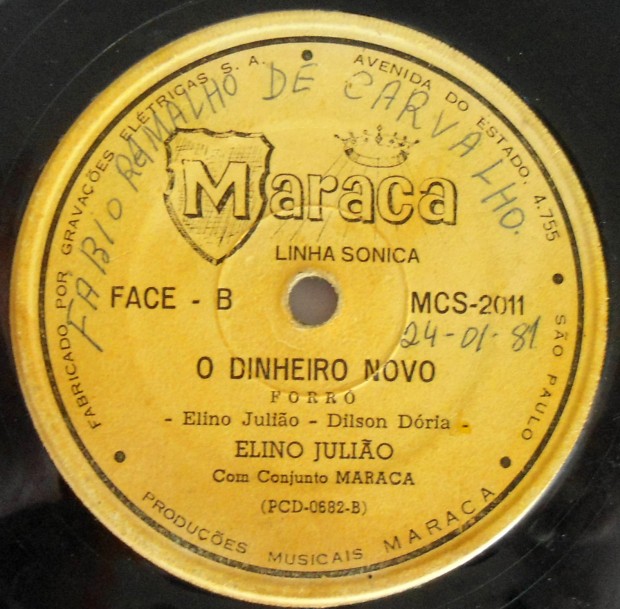 FABRICADO POR GRAVAÇÕES ELÉTRICAS S. A. • AVENIDA DO ESTADO, 4.755 • SÃO PAULO
FÁBIO RAMALHO DE CARVALHO.
Maraca
LINHA SONICA
FACE - B
MCS-2011
24-01-81
O DINHEIRO NOVO
FORRÓ
- Elino Julião - Dilson Dória -
ELINO JULIÃO
Com Conjunto MARACA
(PCD-0682-B)
• PRODUÇÕES MUSICAIS MARACA •